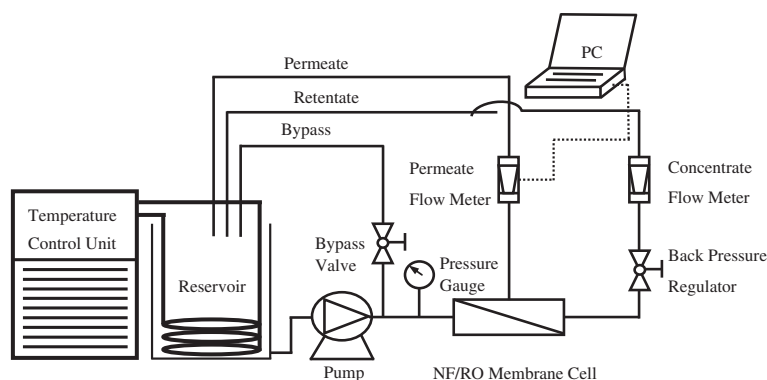 PC
Permeate
Retentate
Bypass
Permeate
Flow Meter
Concentrate
Flow Meter
Temperature
Control Unit
Bypass
Valve
Pressure
Gauge
Back Pressure
Regulator
Reservoir
Pump
NF/RO Membrane Cell